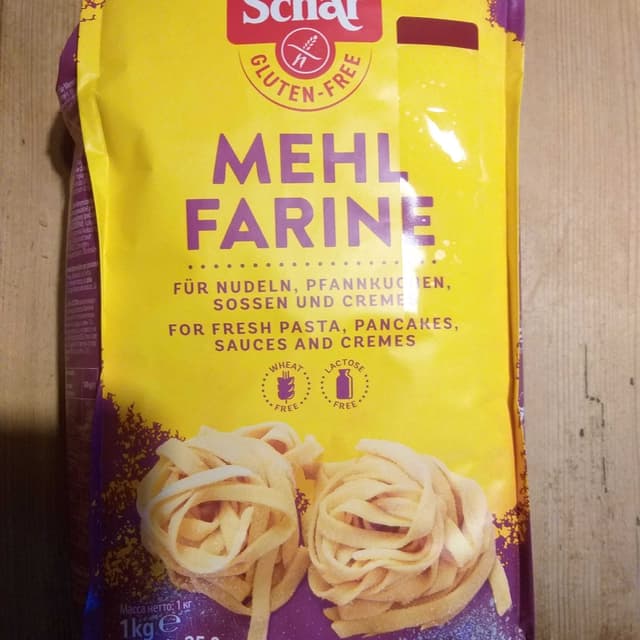 Schär
GLUTEN-FREE
MEHL
FARINE
FÜR NUDELN, PFANNKUCHEN,
SOSSEN UND CREMES
FOR FRESH PASTA, PANCAKES,
SAUCES AND CREMES
WHEAT FREE
LACTOSE FREE
Масса нетто: 1 кг
1kg e